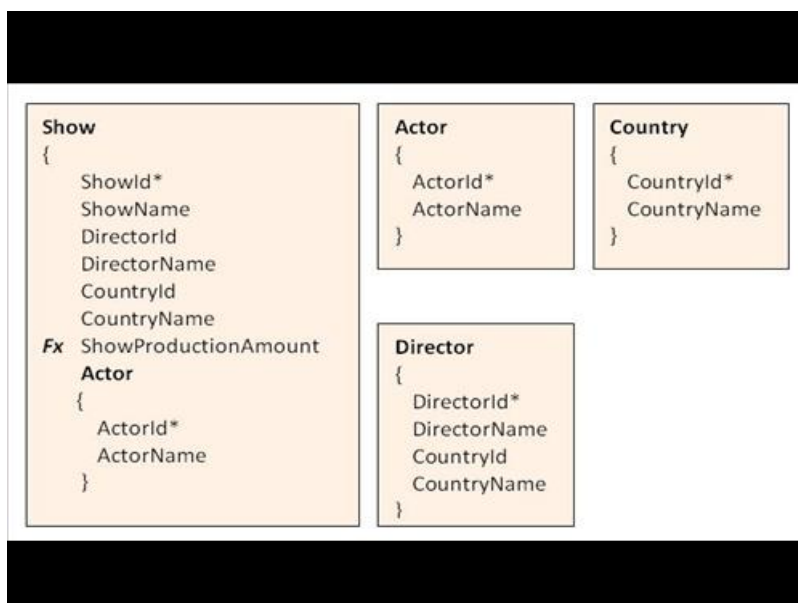 Show
{
ShowId*
ShowName
DirectorId
DirectorName
CountryId
CountryName
Fx ShowProductionAmount
Actor
{
ActorId*
ActorName
}
Actor
{
ActorId*
ActorName
}
Country
{
CountryId*
CountryName
}
Director
{
DirectorId*
DirectorName
CountryId
CountryName
}